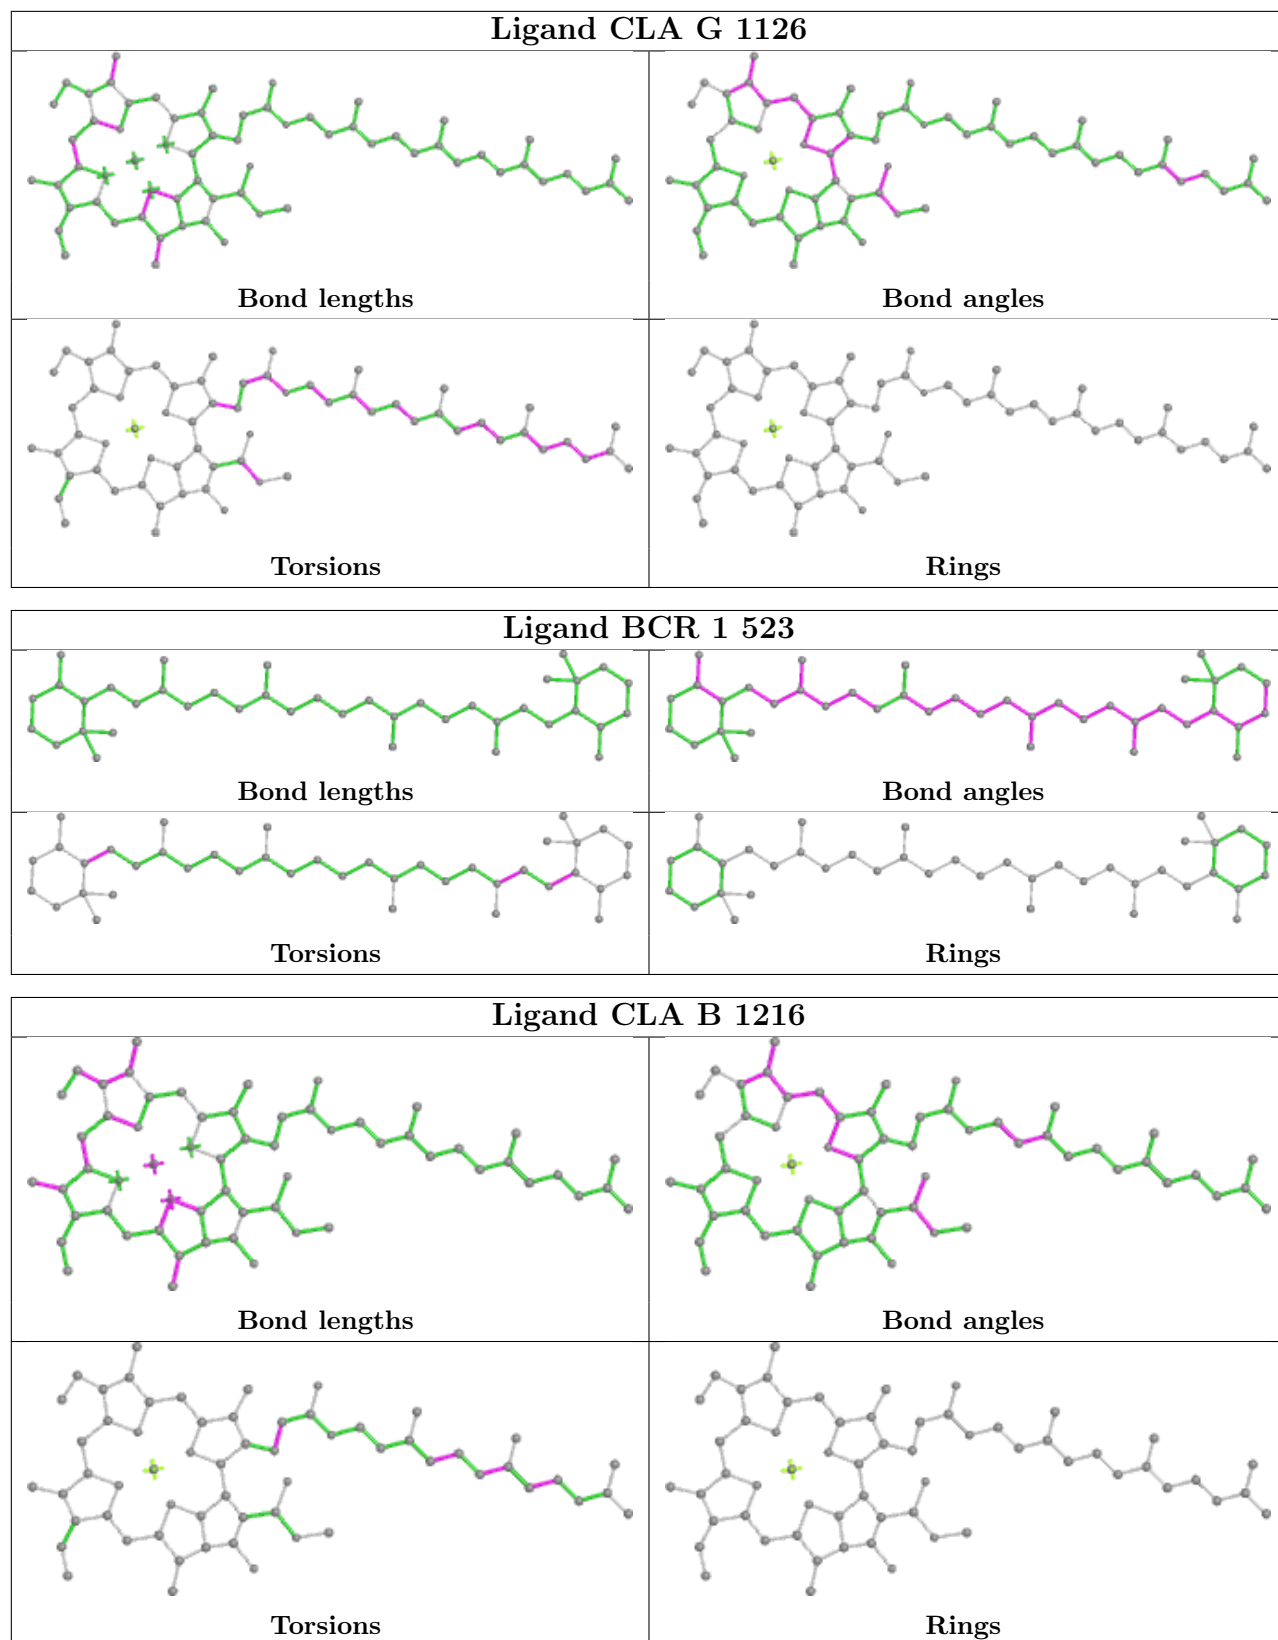 Ligand CLA G 1126
Bond lengths
Bond angles
Torsions
Rings
Ligand BCR 1 523
Bond lengths
Bond angles
Torsions
Rings
Ligand CLA B 1216
Bond lengths
Bond angles
Torsions
Rings